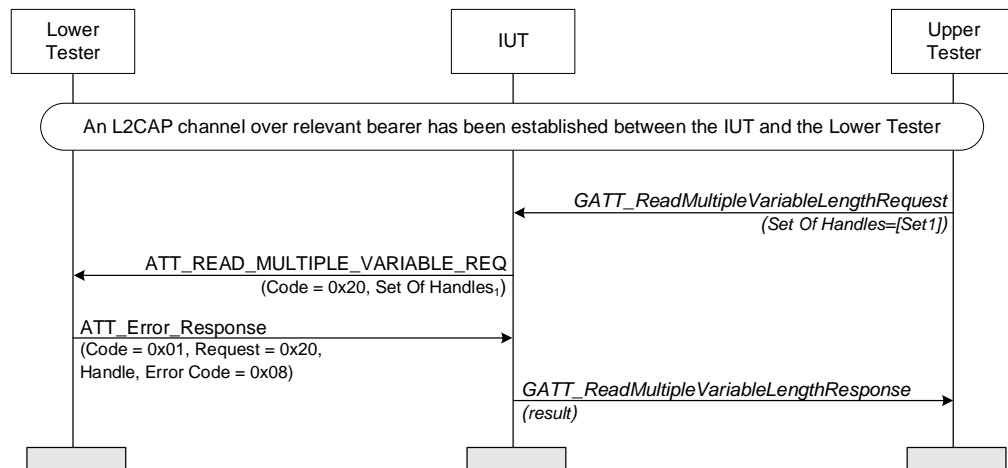 Lower
Tester
IUT
Upper
Tester
An L2CAP channel over relevant bearer has been established between the IUT and the Lower Tester
GATT_ReadMultipleVariableLengthRequest
(Set Of Handles=[Set1])
ATT_READ_MULTIPLE_VARIABLE_REQ
(Code = 0x20, Set Of Handles₁)
ATT_Error_Response
(Code = 0x01, Request = 0x20,
Handle, Error Code = 0x08)
GATT_ReadMultipleVariableLengthResponse
(result)